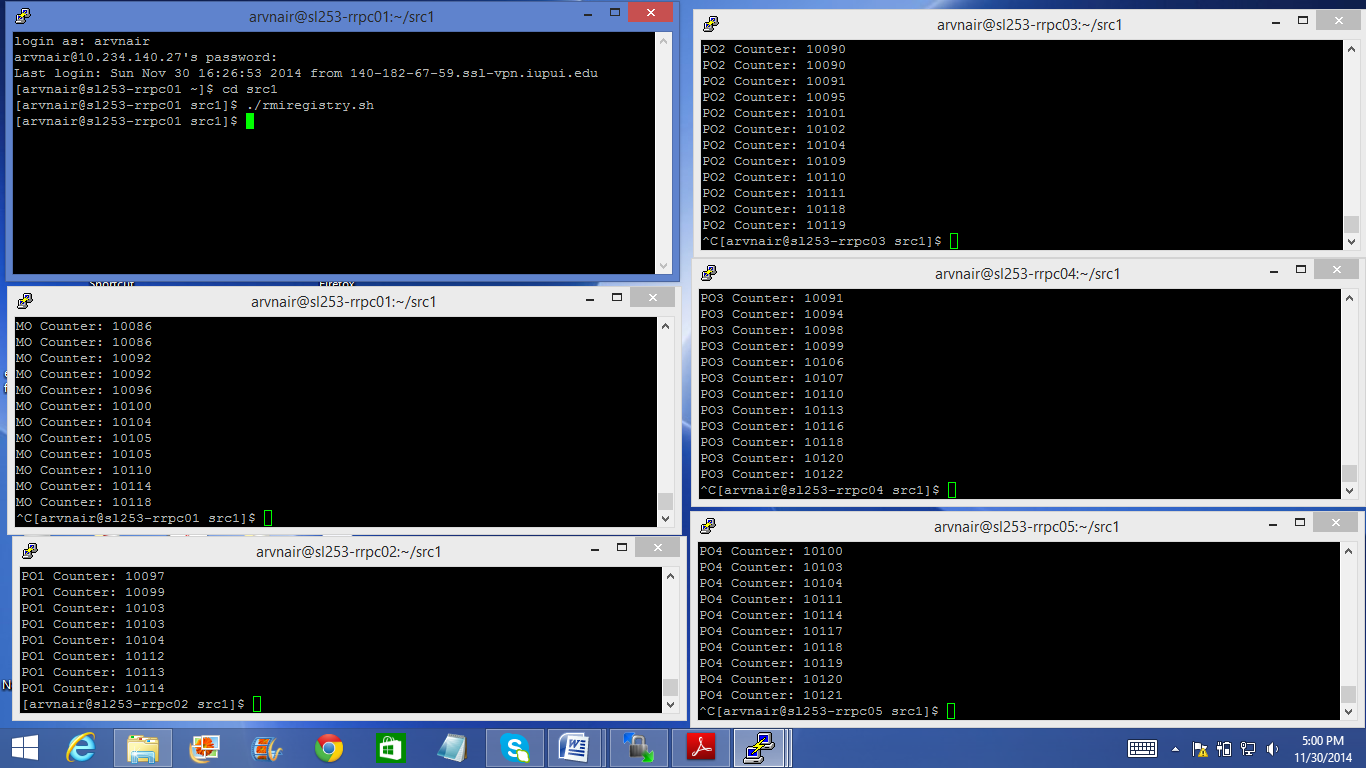 arvnair@sl253-rrpc01:~/src1
login as: arvnair
arvnair@10.234.140.27's password:
Last login: Sun Nov 30 16:26:53 2014 from 140-182-67-59.ssl-vpn.iupui.edu
[arvnair@sl253-rrpc01 ~]$ cd src1
[arvnair@sl253-rrpc01 src1]$ ./rmiregistry.sh
[arvnair@sl253-rrpc01 src1]$
Shortcut
Firefox
arvnair@sl253-rrpc01:~/src1
MO Counter: 10086
MO Counter: 10086
MO Counter: 10092
MO Counter: 10092
MO Counter: 10096
MO Counter: 10100
MO Counter: 10104
MO Counter: 10105
MO Counter: 10105
MO Counter: 10110
MO Counter: 10114
MO Counter: 10118
^C[arvnair@sl253-rrpc01 src1]$
arvnair@sl253-rrpc02:~/src1
PO1 Counter: 10097
PO1 Counter: 10099
PO1 Counter: 10103
PO1 Counter: 10103
PO1 Counter: 10104
PO1 Counter: 10112
PO1 Counter: 10113
PO1 Counter: 10114
[arvnair@sl253-rrpc02 src1]$
arvnair@sl253-rrpc03:~/src1
PO2 Counter: 10090
PO2 Counter: 10090
PO2 Counter: 10091
PO2 Counter: 10095
PO2 Counter: 10101
PO2 Counter: 10102
PO2 Counter: 10104
PO2 Counter: 10109
PO2 Counter: 10110
PO2 Counter: 10111
PO2 Counter: 10118
PO2 Counter: 10119
^C[arvnair@sl253-rrpc03 src1]$
arvnair@sl253-rrpc04:~/src1
PO3 Counter: 10091
PO3 Counter: 10094
PO3 Counter: 10098
PO3 Counter: 10099
PO3 Counter: 10106
PO3 Counter: 10107
PO3 Counter: 10110
PO3 Counter: 10113
PO3 Counter: 10116
PO3 Counter: 10118
PO3 Counter: 10120
PO3 Counter: 10122
^C[arvnair@sl253-rrpc04 src1]$
arvnair@sl253-rrpc05:~/src1
PO4 Counter: 10100
PO4 Counter: 10103
PO4 Counter: 10104
PO4 Counter: 10111
PO4 Counter: 10114
PO4 Counter: 10117
PO4 Counter: 10118
PO4 Counter: 10119
PO4 Counter: 10120
PO4 Counter: 10121
^C[arvnair@sl253-rrpc05 src1]$
5:00 PM
11/30/2014